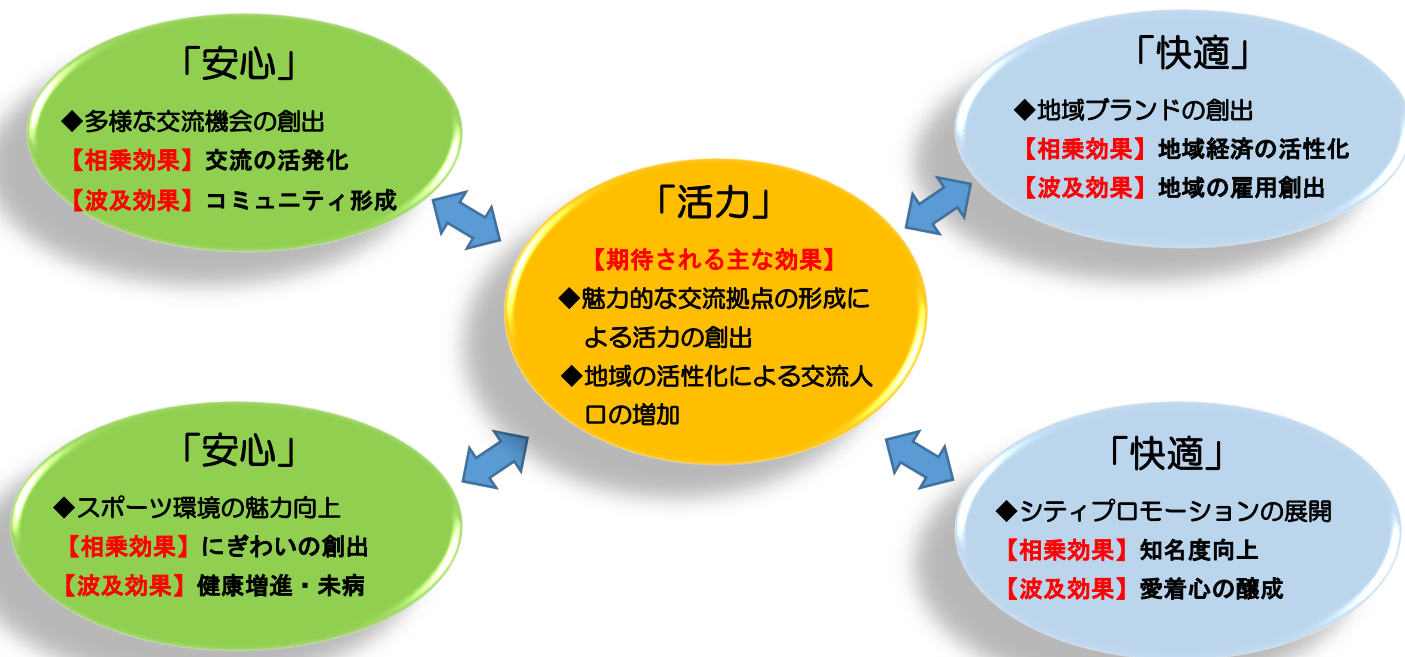 「安心」
◆多様な交流機会の創出
【相乗効果】交流の活発化
【波及効果】コミュニティ形成
「快適」
◆地域ブランドの創出
【相乗効果】地域経済の活性化
【波及効果】地域の雇用創出
「活力」
【期待される主な効果】
◆魅力的な交流拠点の形成に
よる活力の創出
◆地域の活性化による交流人
口の増加
「安心」
◆スポーツ環境の魅力向上
【相乗効果】にぎわいの創出
【波及効果】健康増進・未病
「快適」
◆シティプロモーションの展開
【相乗効果】知名度向上
【波及効果】愛着心の醸成